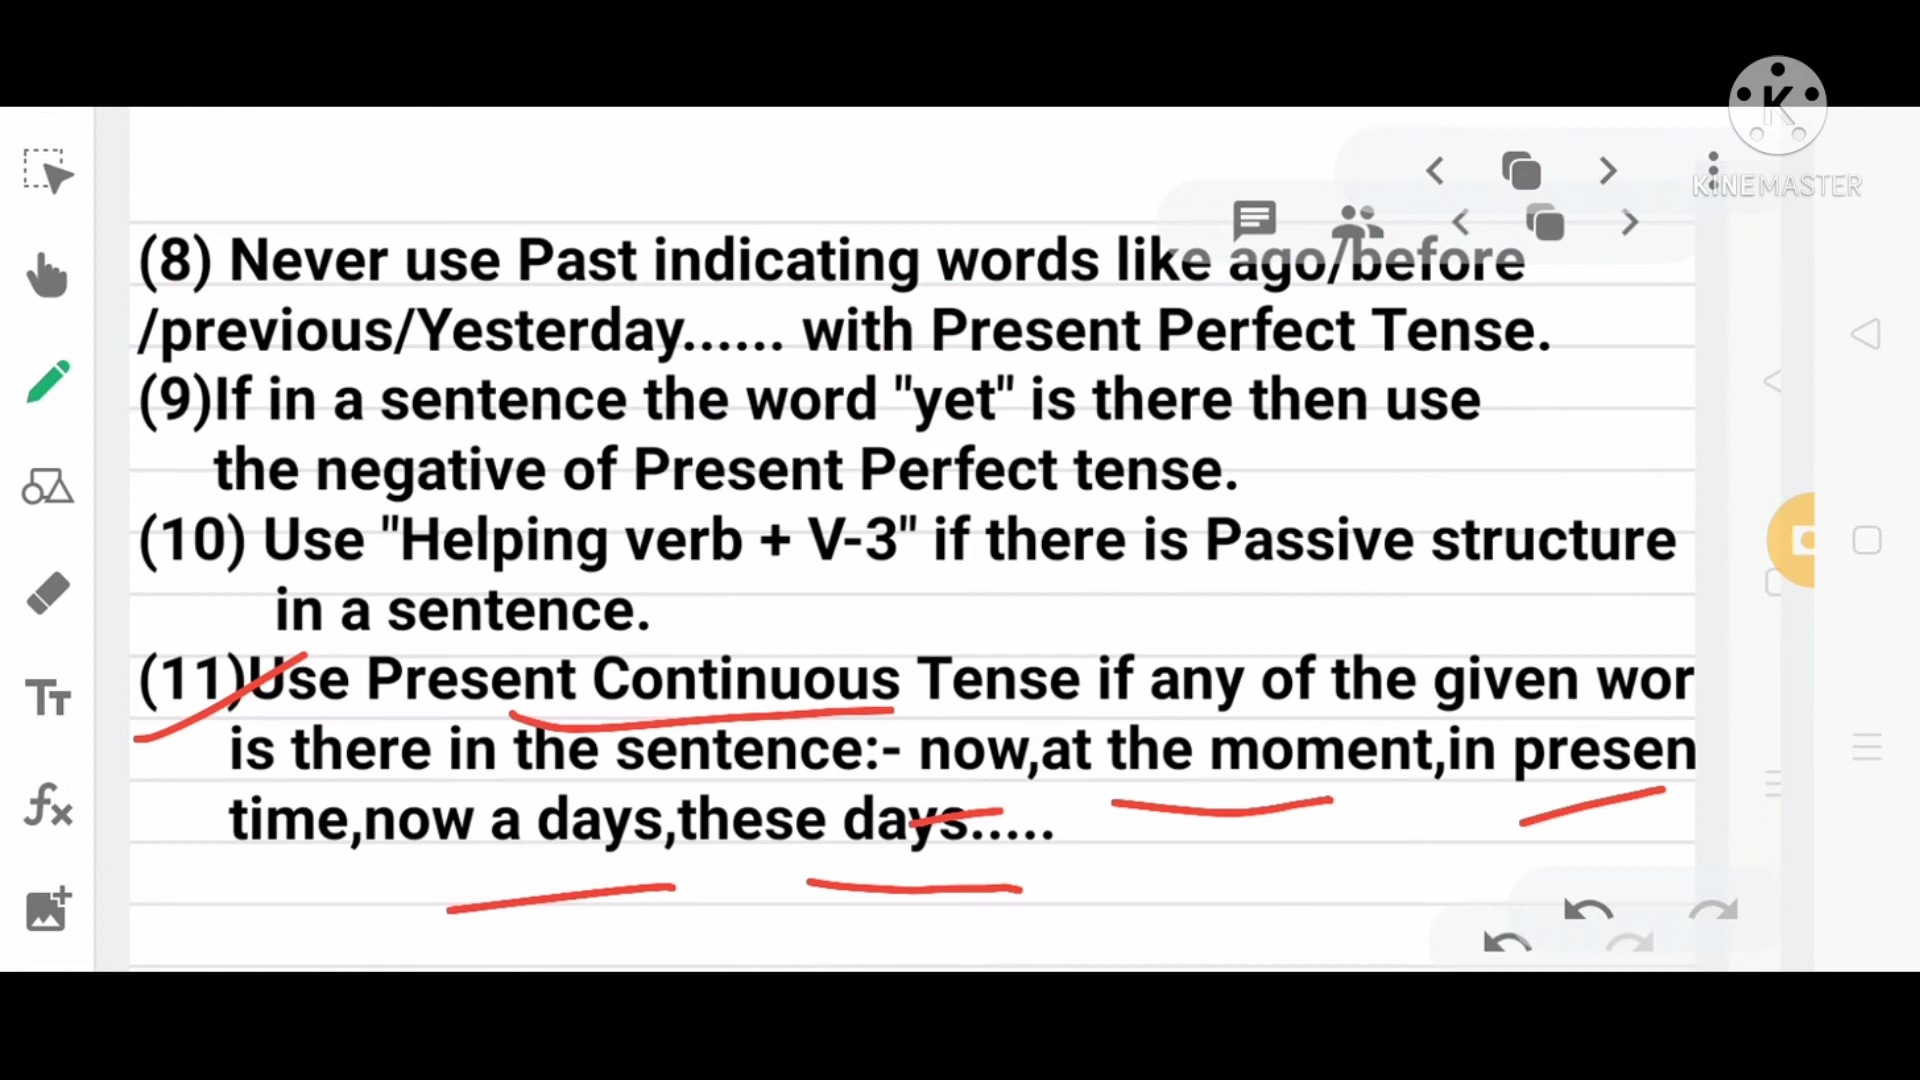 KINEMASTER
(8) Never use Past indicating words like ago/before
/previous/Yesterday...... with Present Perfect Tense.
(9)If in a sentence the word "yet" is there then use
the negative of Present Perfect tense.
(10) Use "Helping verb + V-3" if there is Passive structure
in a sentence.
(11)Use Present Continuous Tense if any of the given wor
is there in the sentence:- now,at the moment,in presen
time,now a days,these days.....